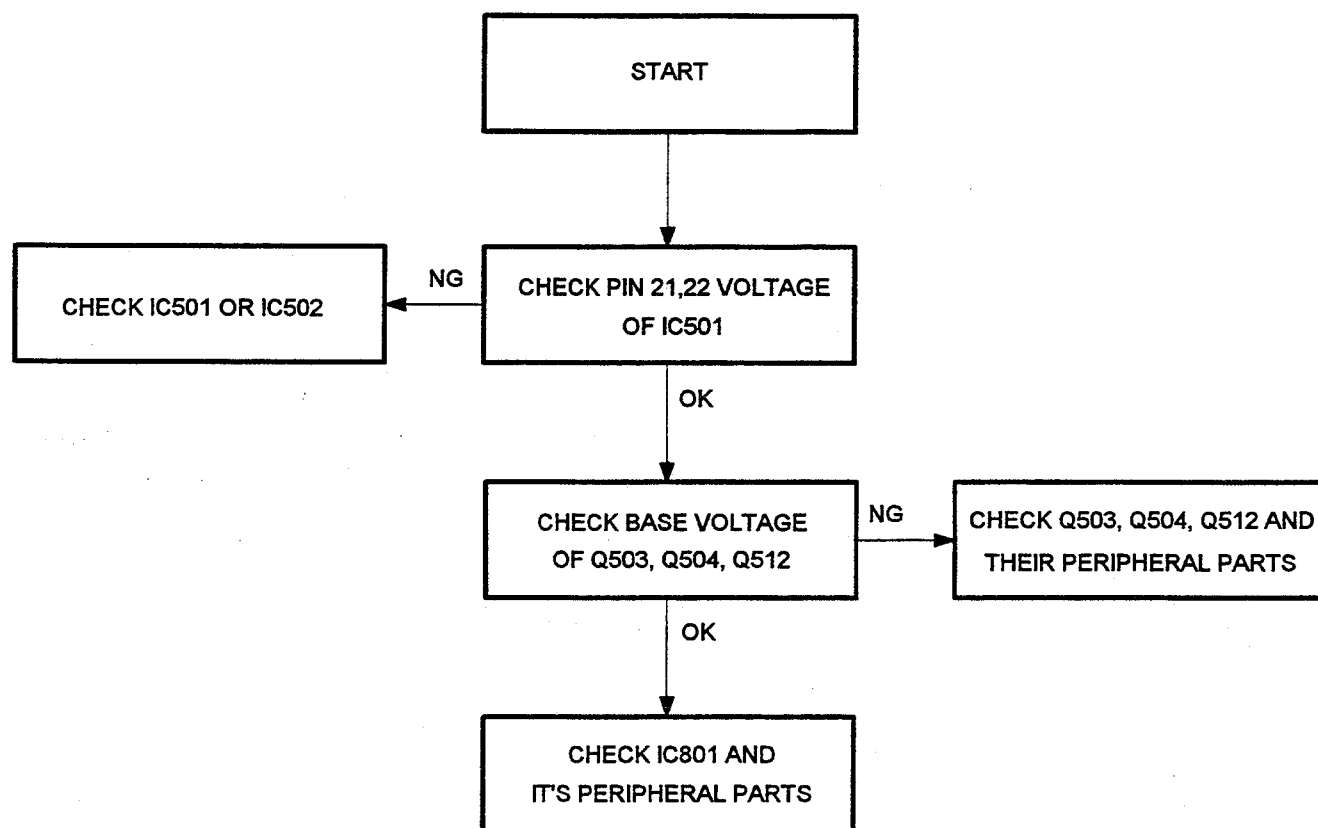 START
NG
CHECK IC501 OR IC502
CHECK PIN 21,22 VOLTAGE
OF IC501
OK
CHECK BASE VOLTAGE
OF Q503, Q504, Q512
NG
CHECK Q503, Q504, Q512 AND
THEIR PERIPHERAL PARTS
OK
CHECK IC801 AND
IT'S PERIPHERAL PARTS